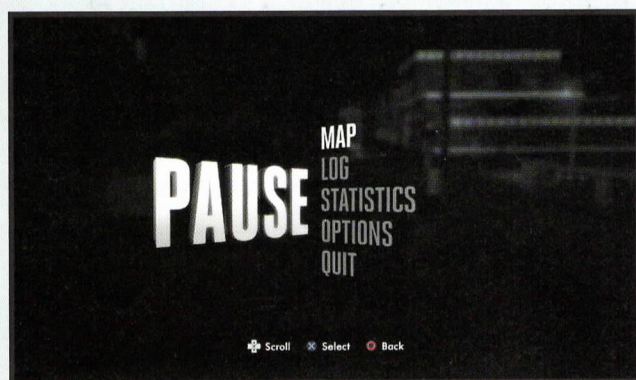 PAUSE
MAP
LOG
STATISTICS
OPTIONS
QUIT
Scroll Select Back